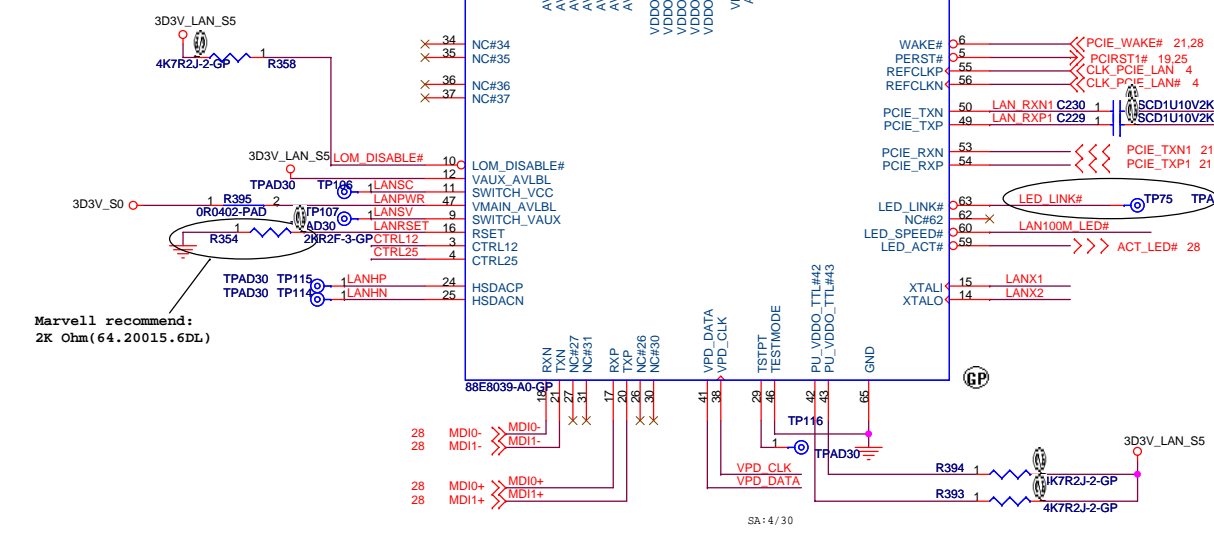 3D3V_LAN_S5
4K7R2J-2-GP
1
R358
34 NC#34
35 NC#35
36 NC#36
37 NC#37
3D3V_LAN_S5
LOM_DISABLE# 10 LOM_DISABLE#
12 VAUX_AVLBL
TPAD30 1 LANSC 11 SWITCH_VCC
3D3V_S0 1 R395 2 LANPWR 47 VMAIN_AVLBL
0R0402-PAD TP107 1 LANSV 9 SWITCH_VAUX
R354 1 2KR2F-3-GP LANRSET 16 RSET
CTRL12 3 CTRL12
CTRL25 4 CTRL25
TPAD30 TP115 1 LANHP 24 HSDACP
TPAD30 TP114 1 LANHN 25 HSDACN
Marvell recommend:
2K Ohm(64.20015.6DL)
WAKE# 6 PCIE_WAKE# 21,28
PERST# 5 PCIRST1# 19,25
REFCLKP 55 CLK_PCIE_LAN 4
REFCLKN 56 CLK_PCIE_LAN# 4
PCIE_TXN 50 LAN_RXN1 C230 1 SCD1U10V2K
PCIE_TXP 49 LAN_RXP1 C229 1 SCD1U10V2K
PCIE_RXN 53 PCIE_TXN1 21
PCIE_RXP 54 PCIE_TXP1 21
LED_LINK# 63 LED_LINK# TP75 TPA
NC#62 62
LED_SPEED# 60 LAN100M_LED#
LED_ACT# 59 ACT_LED# 28
XTALI 15 LANX1
XTALO 14 LANX2
RXN TXN NC#27 NC#31 RXP TXP NC#26 NC#30 VPD_DATA VPD_CLK TSTPT TESTMODE PU_VDDO_TTL#42 PU_VDDO_TTL#43 GND
88E8039-A0-GP
GP
18 21 27 31 17 20 26 30 41 38 29 46 42 43 65
28 MDI0- MDI0-
28 MDI1- MDI1-
28 MDI0+ MDI0+
28 MDI1+ MDI1+
TP116
1 TPAD30
VPD_CLK
VPD_DATA
3D3V_LAN_S5
R394 1
R393 1
4K7R2J-2-GP
SA:4/30